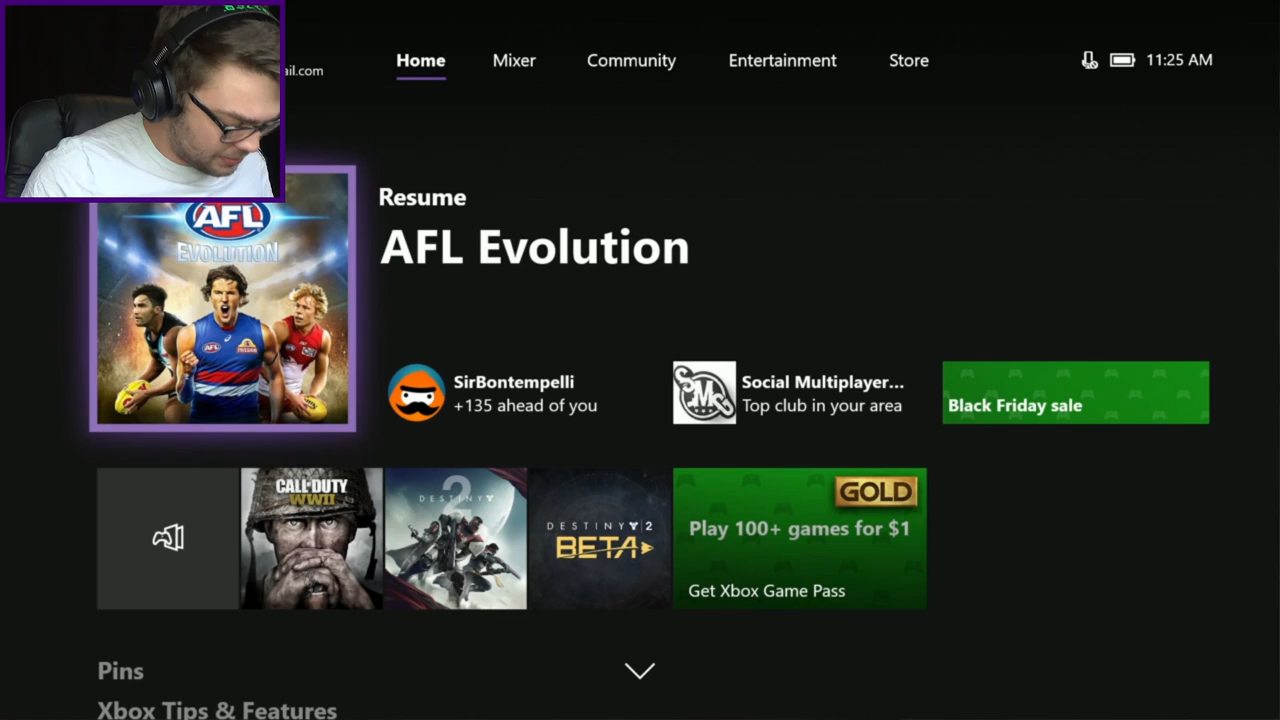 ail.com
Home Mixer Community Entertainment Store
11:25 AM
Resume
AFL Evolution
AFL
EVOLUTION
SirBontempelli
+135 ahead of you
Social Multiplayer...
Top club in your area
Black Friday sale
CALL OF DUTY
WWII
2
DESTINY
DESTINY 2
BETA
GOLD
Play 100+ games for $1
Get Xbox Game Pass
Pins
Xbox Tips & Features